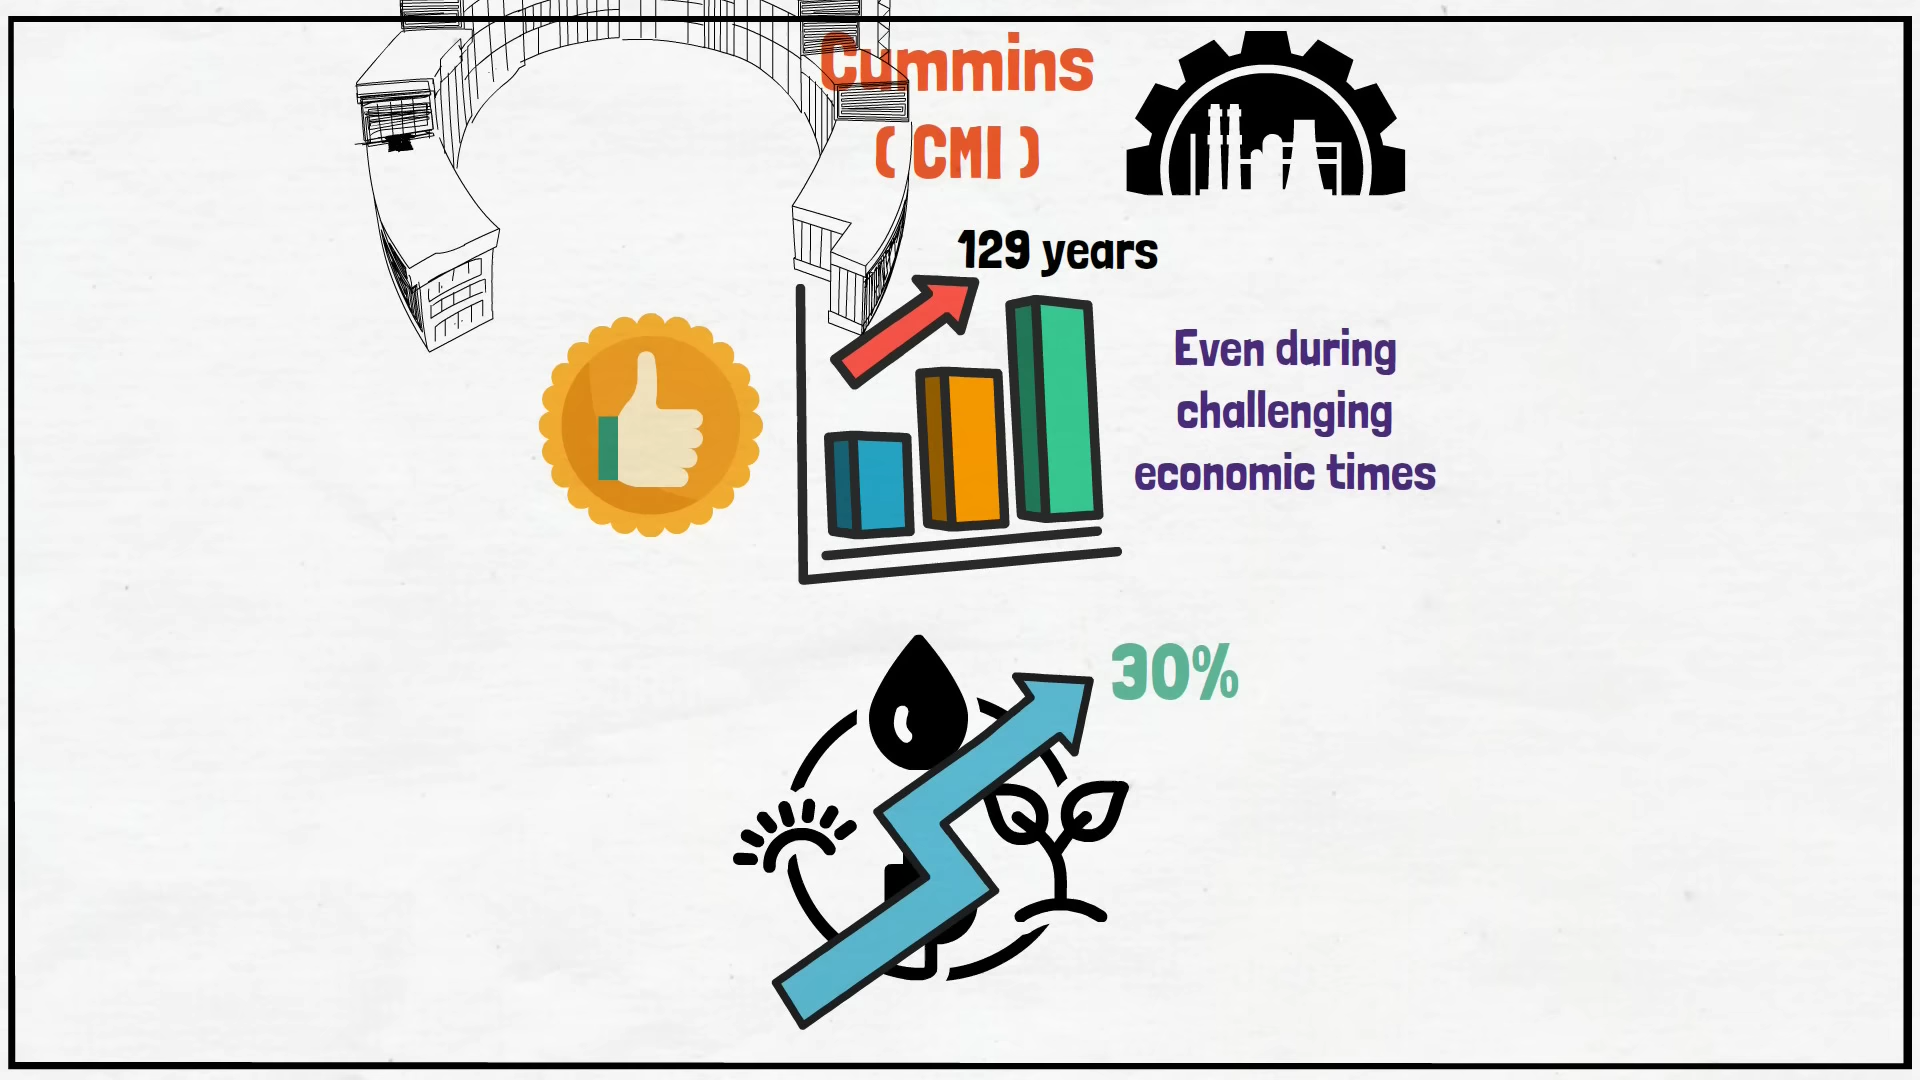 Cummins
( CMI )
129 years
Even during
challenging
economic times
30%